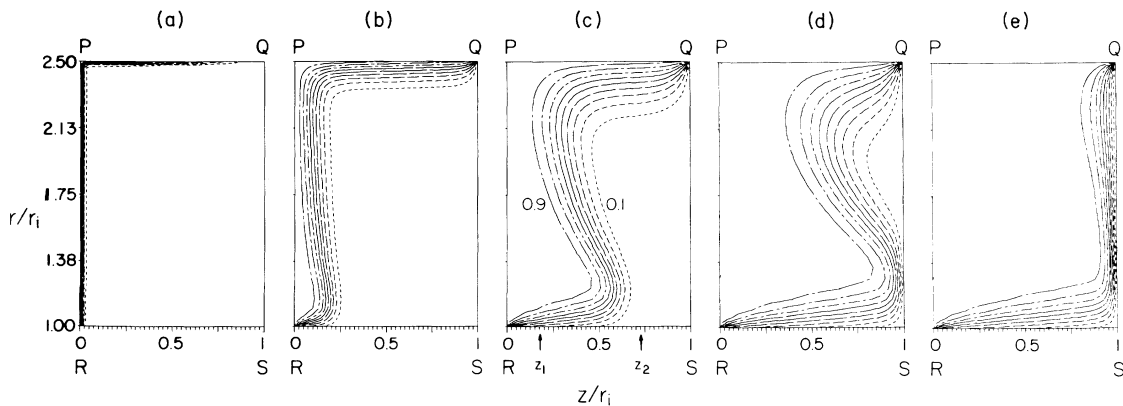 (a) (b) (c) (d) (e)
P Q P Q P Q P Q P Q
2.50
2.13
1.75
r/ri
1.38
1.00
0.9 0.1
0 0.5 1 0 0.5 1 0 0.5 1 0 0.5 1 0 0.5 1
R S R S R z1 z2 S R S R S
z/ri